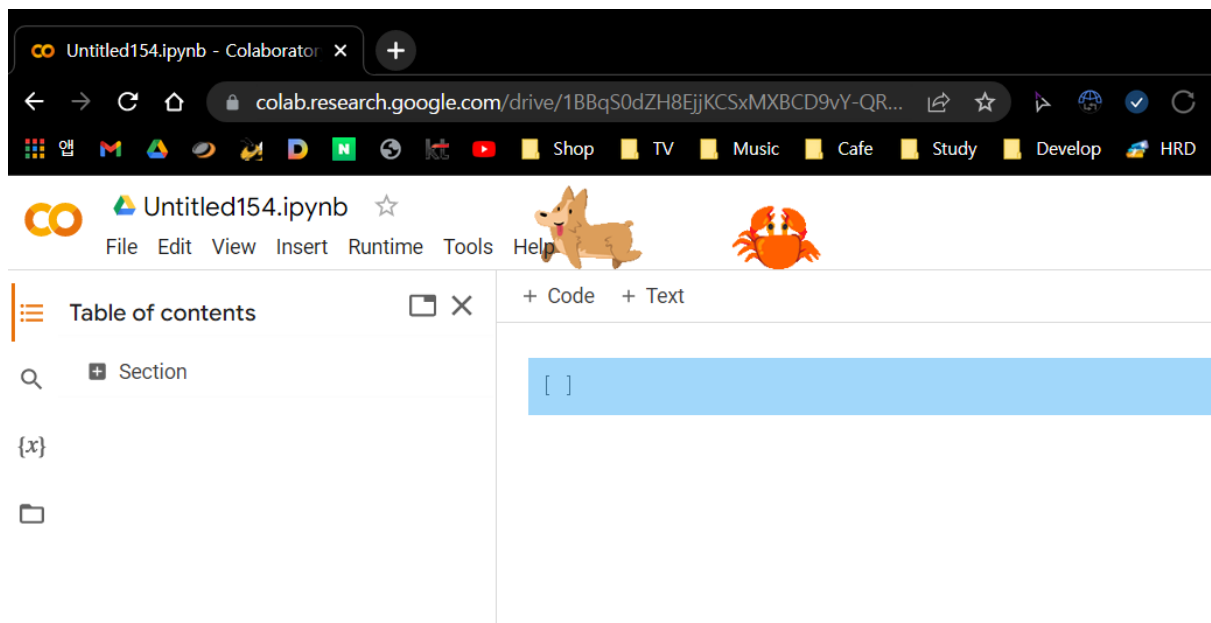 Untitled154.ipynb - Colaborator
colab.research.google.com/drive/1BBqS0dZH8EjjKCSxMXBCD9vY-QR...
앱 M D N kt Shop TV Music Cafe Study Develop HRD
CO Untitled154.ipynb
File Edit View Insert Runtime Tools Help
Table of contents
+ Code + Text
Section
[ ]
{x}